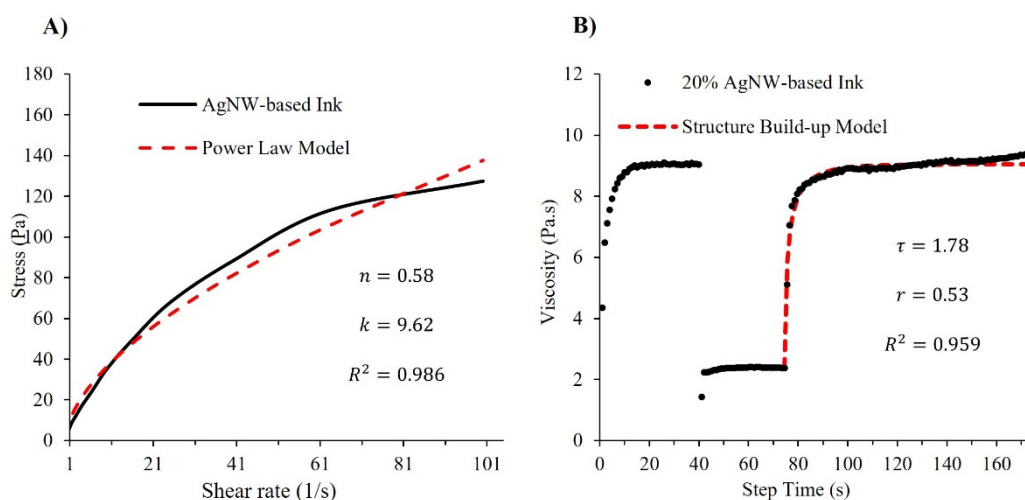 A)
180
160
140
120
100
80
60
40
20
0
Stress (Pa)
AgNW-based Ink
Power Law Model
n = 0.58
k = 9.62
R² = 0.986
1 21 41 61 81 101
Shear rate (1/s)
B)
12
10
8
6
4
2
0
Viscosity (Pa.s)
20% AgNW-based Ink
Structure Build-up Model
τ = 1.78
r = 0.53
R² = 0.959
0 20 40 60 80 100 120 140 160
Step Time (s)